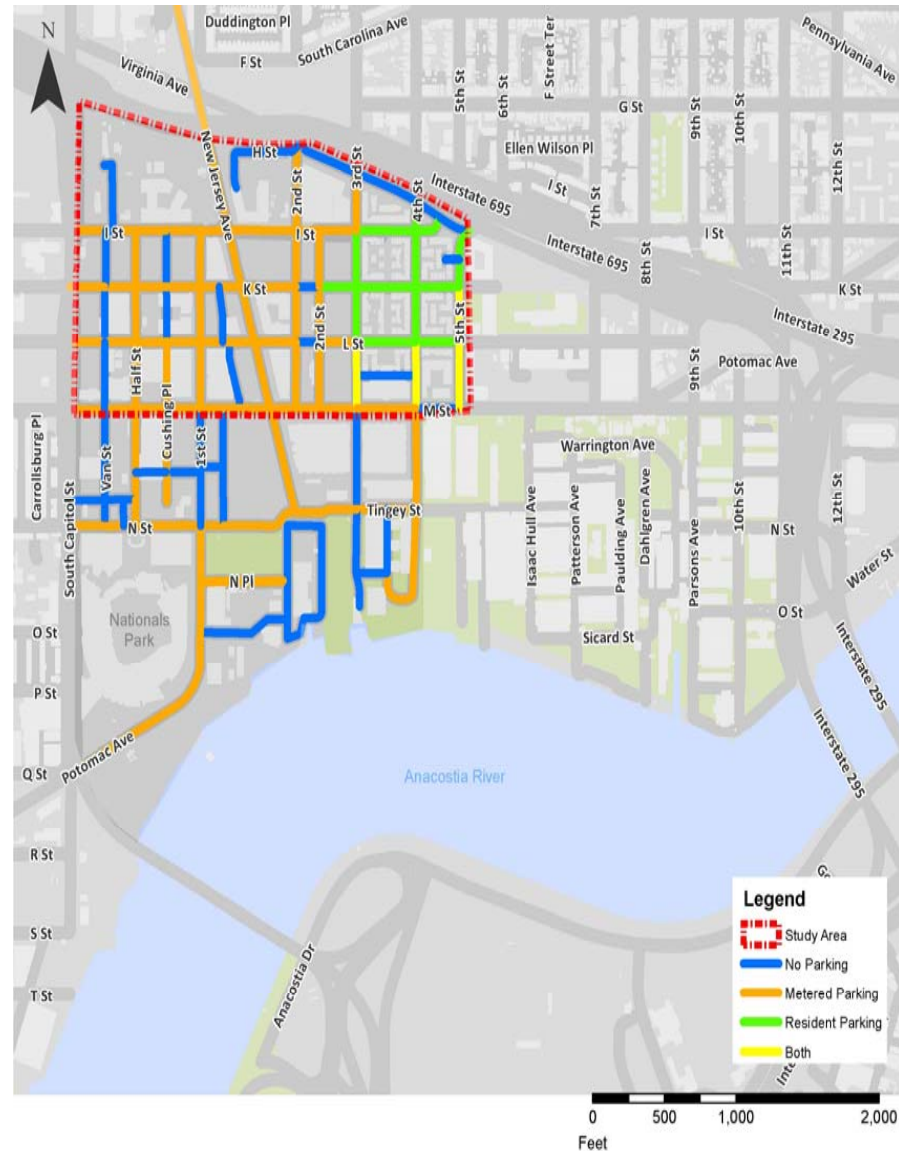 Duddington Pl
South Carolina Ave
Pennsylvania Ave
N
F St
Virginia Ave
5th St
6th St
F Street Ter
G St
9th St
10th St
12th St
New Jersey Ave
H St
2nd St
3rd St
Ellen Wilson Pl
I St
4th St
Interstate 695
7th St
I St
I St
I St
8th St
11th St
Interstate 695
K St
K St
Half St
2nd St
L St
5th St
Interstate 295
9th St
Potomac Ave
Cushing Pl
M St
Carrollsburg Pl
Van St
1st St
Warrington Ave
South Capitol St
Isaac Hull Ave
Patterson Ave
Paulding Ave
Dahlgren Ave
Parsons Ave
10th St
12th St
Tingey St
N St
N St
Water St
N Pl
Nationals
Park
O St
O St
Sicard St
Interstate 295
P St
Interstate 295
Potomac Ave
Q St
Anacostia River
R St
Legend
Study Area
S St
Anacostia Dr
No Parking
T St
Metered Parking
Resident Parking
Both
0 500 1,000 2,000
Feet